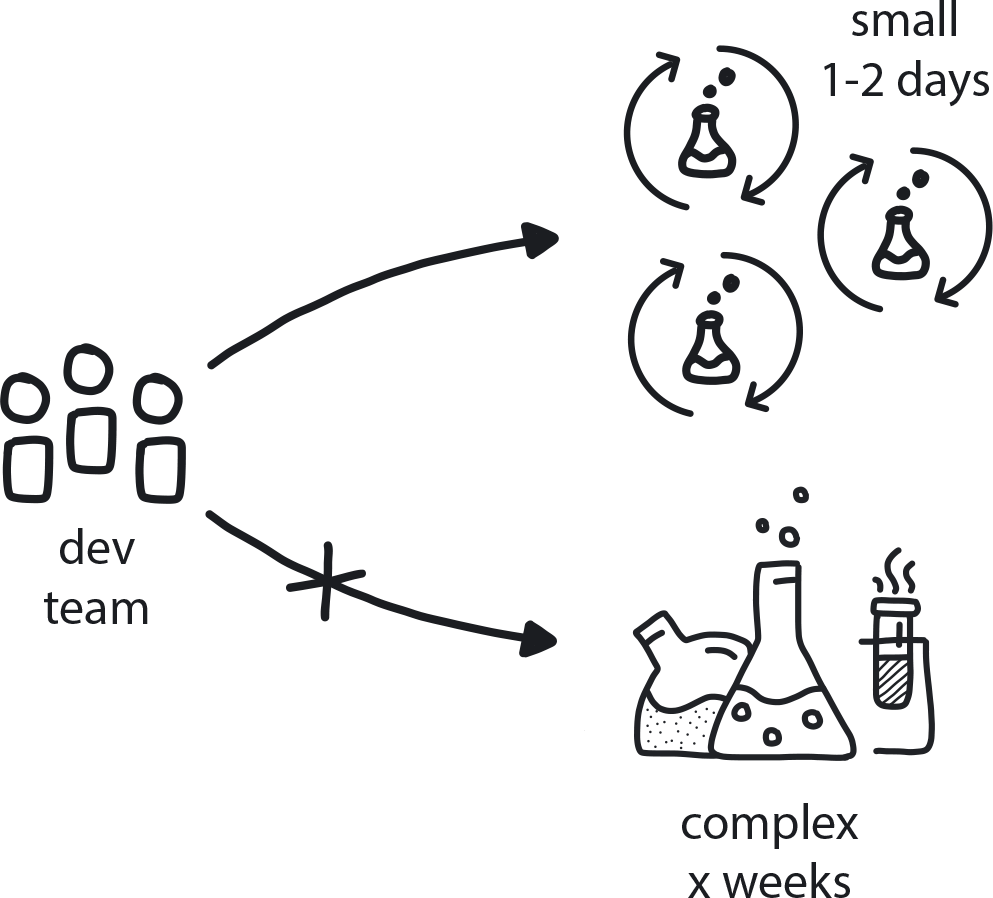 small
1-2 days
dev
team
complex
x weeks